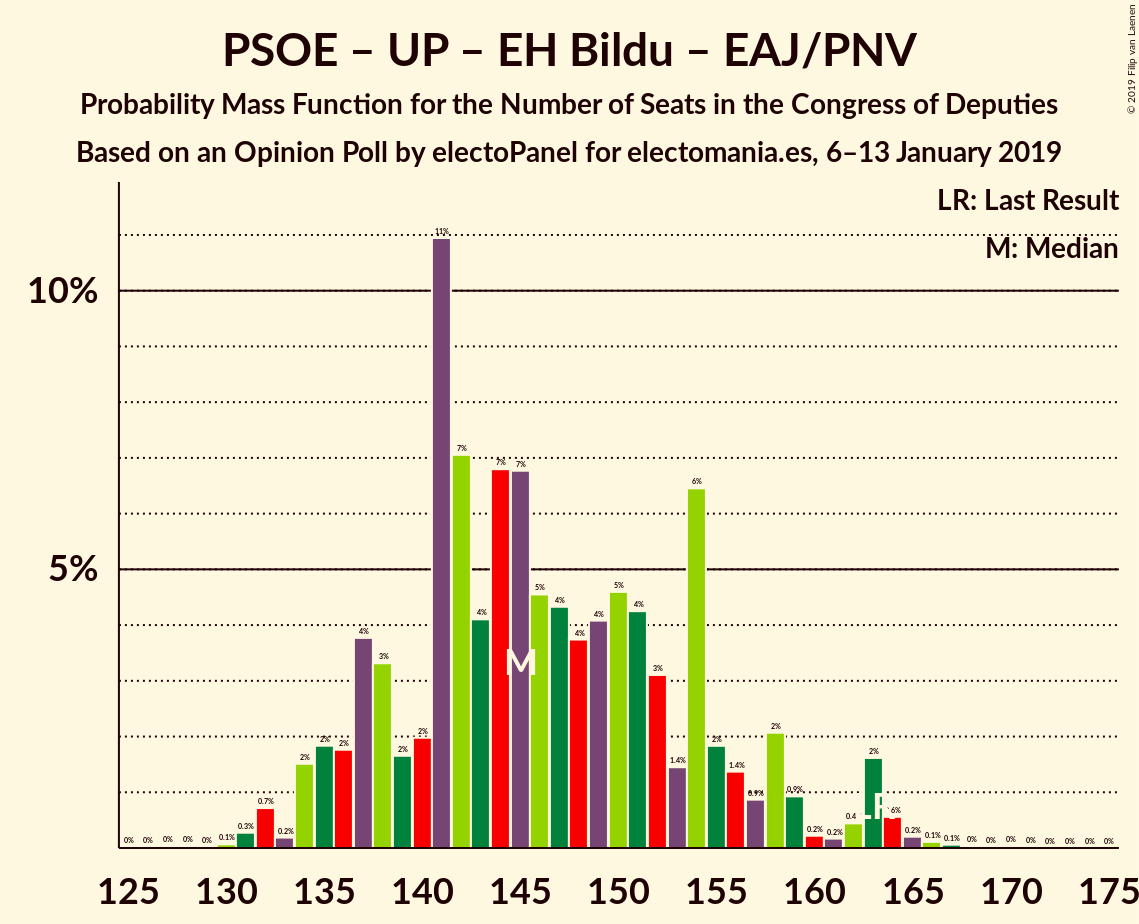 PSOE – UP – EH Bildu – EAJ/PNV
Probability Mass Function for the Number of Seats in the Congress of Deputies
Based on an Opinion Poll by electoPanel for electomania.es, 6–13 January 2019
© 2019 Filip van Laenen
LR: Last Result
M: Median
10%
5%
0% 0% 0% 0% 0% 0.1% 0.3% 0.7% 0.2% 2% 2% 2% 4% 3% 2% 2% 11% 7% 4% 7% 7% 5% 4% 4% 4% 5% 4% 3% 1.4% 6% 2% 1.4% 0.9% 2% 0.9% 0.2% 0.2% 0.4 2% 6% 0.2% 0.1% 0.1% 0% 0% 0% 0% 0% 0% 0% 0%
M
LR
125 130 135 140 145 150 155 160 165 170 175